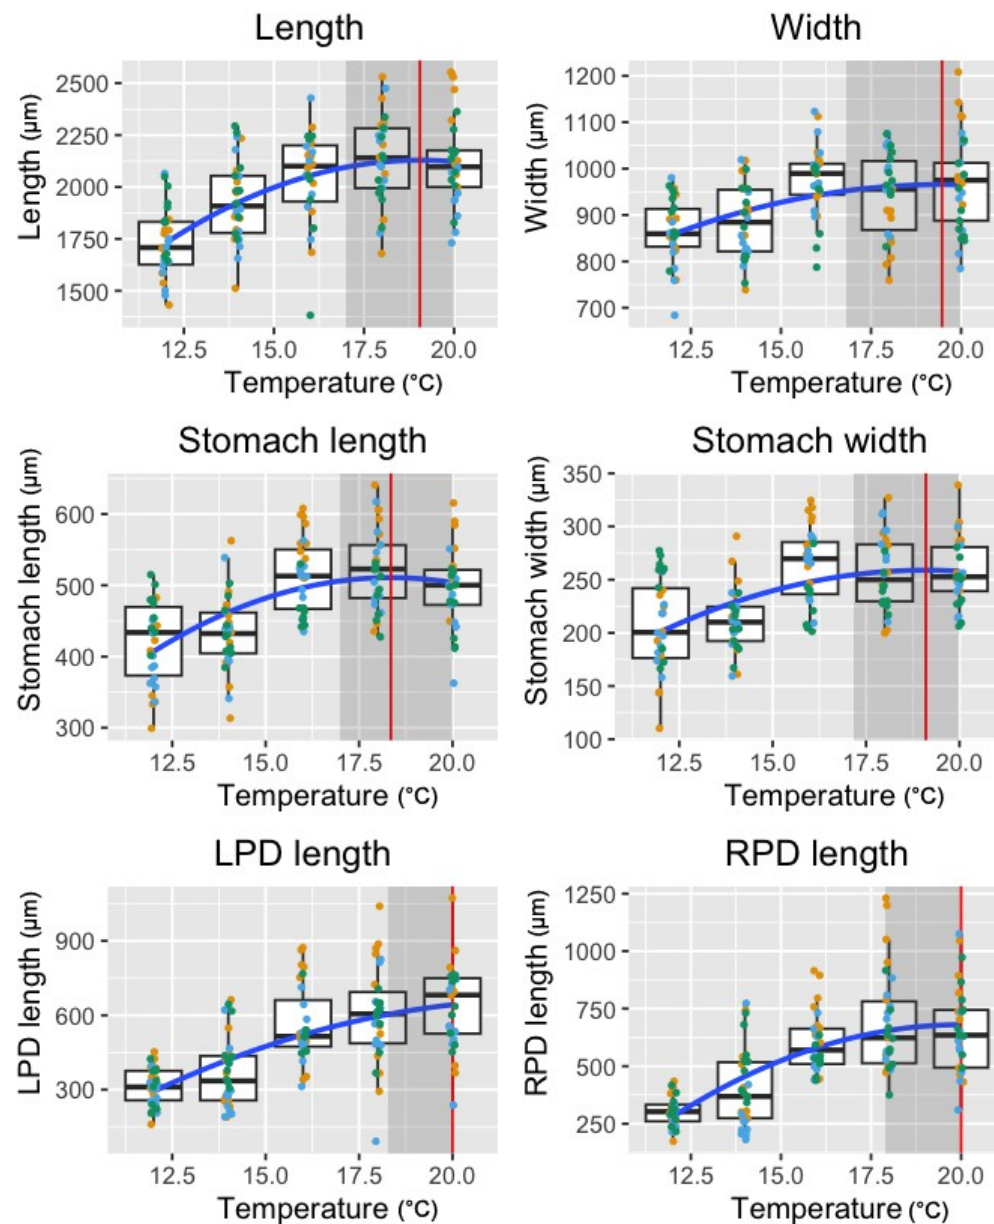 Length
Width
Length (µm)
2500
2250
2000
1750
1500
12.5 15.0 17.5 20.0
Temperature (°C)
Width (µm)
1200
1100
1000
900
800
700
12.5 15.0 17.5 20.0
Temperature (°C)
Stomach length
Stomach width
Stomach length (µm)
600
500
400
300
12.5 15.0 17.5 20.0
Temperature (°C)
Stomach width (µm)
350
300
250
200
150
100
12.5 15.0 17.5 20.0
Temperature (°C)
LPD length
RPD length
LPD length (µm)
900
600
300
12.5 15.0 17.5 20.0
Temperature (°C)
RPD length (µm)
1250
1000
750
500
250
12.5 15.0 17.5 20.0
Temperature (°C)